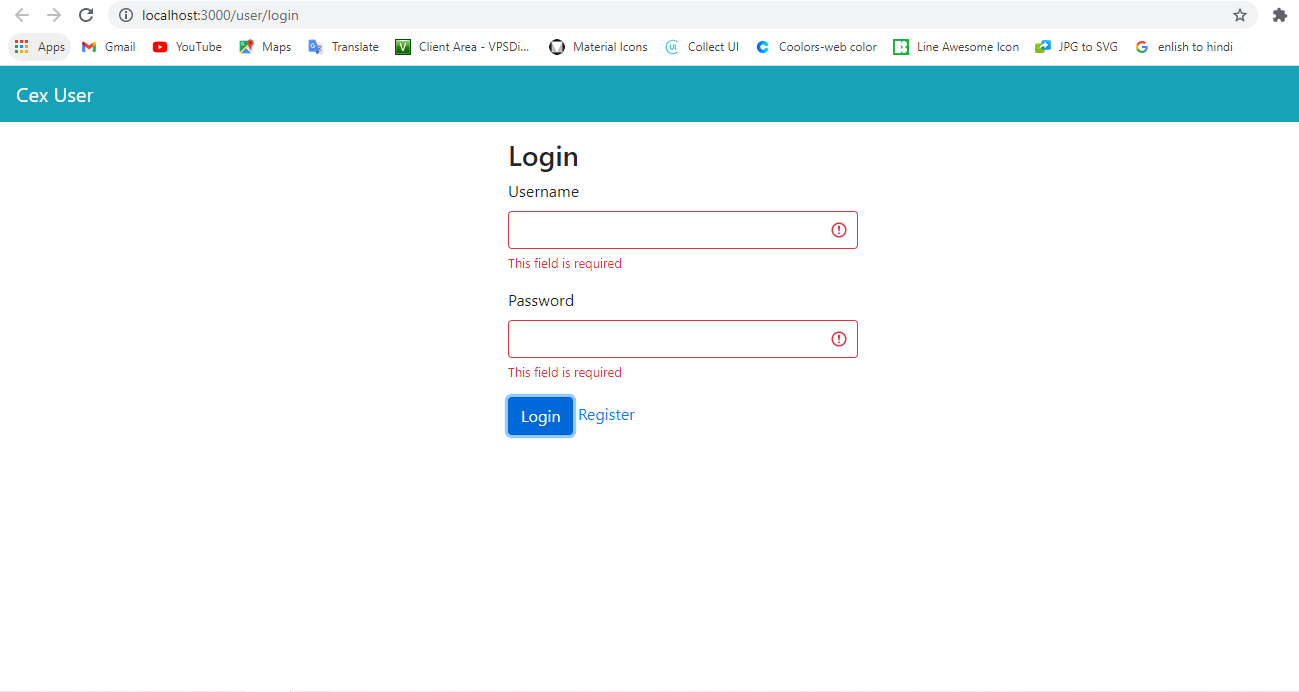 localhost:3000/user/login
Apps Gmail YouTube Maps Translate Client Area - VPSDi... Material Icons Collect UI Coolors-web color Line Awesome Icon JPG to SVG enlish to hindi
Cex User
Login
Username
This field is required
Password
This field is required
Login Register